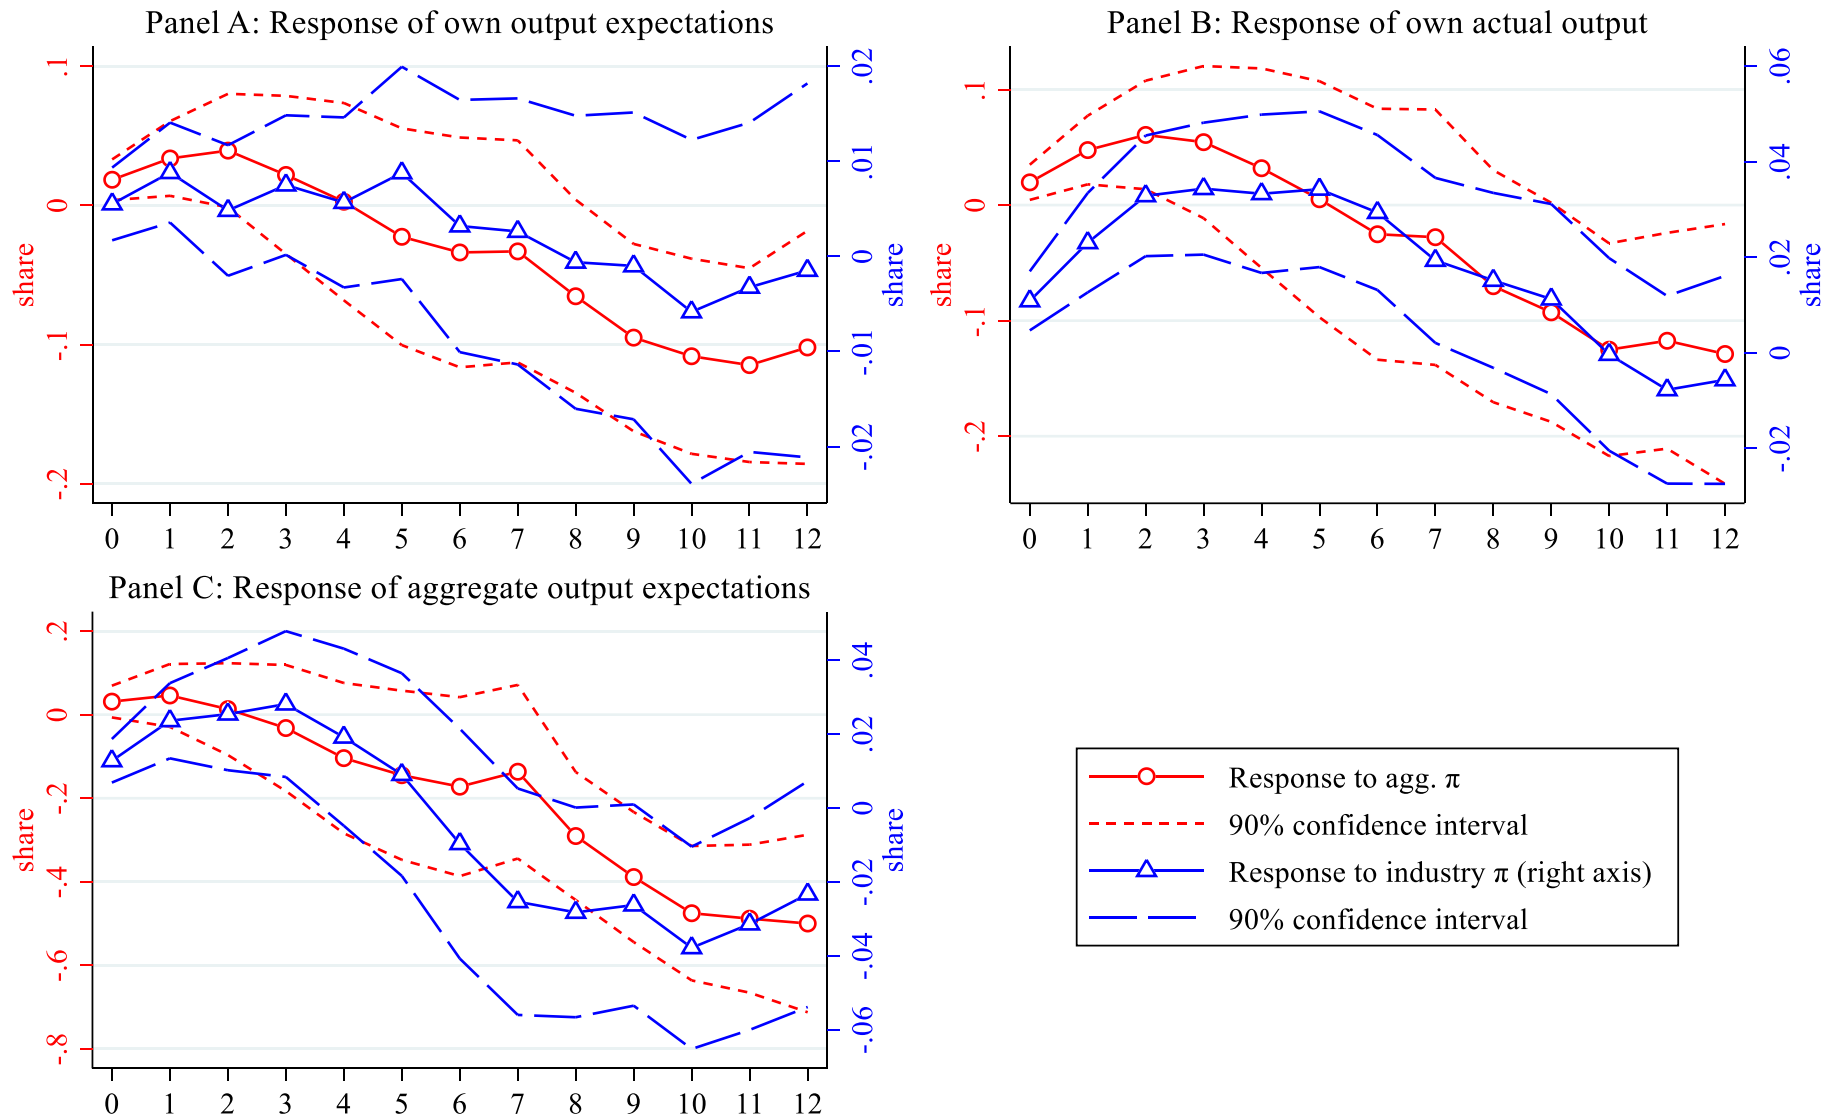 Panel A: Response of own output expectations
.1
0
-.1
-.2
share
.02
.01
0
-.01
-.02
share
0 1 2 3 4 5 6 7 8 9 10 11 12
Panel B: Response of own actual output
.1
0
-.1
-.2
share
.06
.04
.02
0
-.02
share
0 1 2 3 4 5 6 7 8 9 10 11 12
Panel C: Response of aggregate output expectations
.2
0
-.2
-.4
-.6
-.8
share
.04
.02
0
-.02
-.04
-.06
share
0 1 2 3 4 5 6 7 8 9 10 11 12
Response to agg. π
90% confidence interval
Response to industry π (right axis)
90% confidence interval